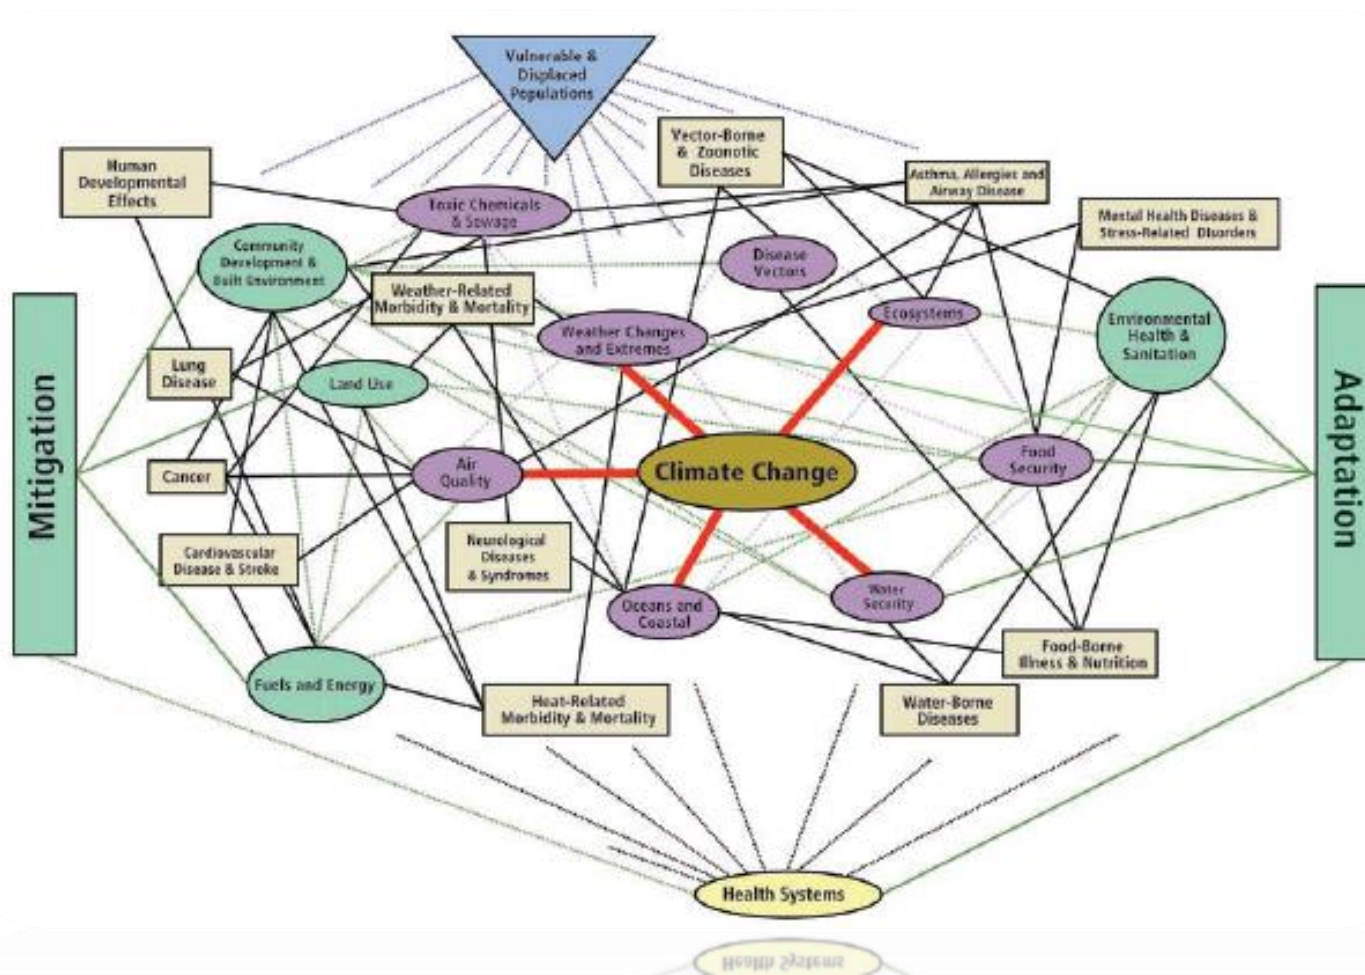 Vulnerable &
Displaced
Populations
Vector-Borne
& Zoonotic
Diseases
Human
Developmental
Effects
Asthma, Allergies and
Airway Disease
Toxic Chemicals
& Sewage
Mental Health Diseases &
Stress-Related Disorders
Community
Development &
Built Environment
Disease
Vectors
Weather-Related
Morbidity & Mortality
Ecosystems
Environmental
Health &
Sanitation
Weather Changes
and Extremes
Lung
Disease
Land Use
Mitigation
Adaptation
Air
Quality
Climate Change
Food
Security
Cancer
Cardiovascular
Disease & Stroke
Neurological
Diseases
& Syndromes
Oceans and
Coastal
Water
Security
Food-Borne
Illness & Nutrition
Fuels and Energy
Heat-Related
Morbidity & Mortality
Water-Borne
Diseases
Health Systems
Health Systems